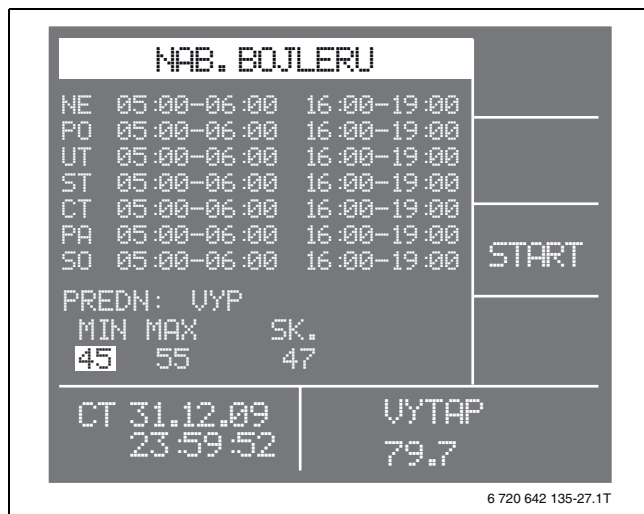 NAB. BOJLERU
NE 05:00-06:00 16:00-19:00
PO 05:00-06:00 16:00-19:00
UT 05:00-06:00 16:00-19:00
ST 05:00-06:00 16:00-19:00
CT 05:00-06:00 16:00-19:00
PA 05:00-06:00 16:00-19:00
SO 05:00-06:00 16:00-19:00
START
PREDN: VYP
MIN MAX SK.
45 55 47
CT 31.12.09
23:59:52
VYTAP
79.7
6 720 642 135-27.1T